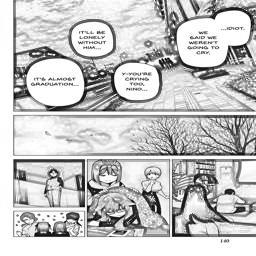 ...IDIOT.
WE
SAID WE
WEREN'T
GOING TO
CRY.
IT'LL BE
LONELY
WITHOUT
HIM...
Y-YOU'RE
CRYING
TOO,
NINO...
IT'S ALMOST
GRADUATION...
140